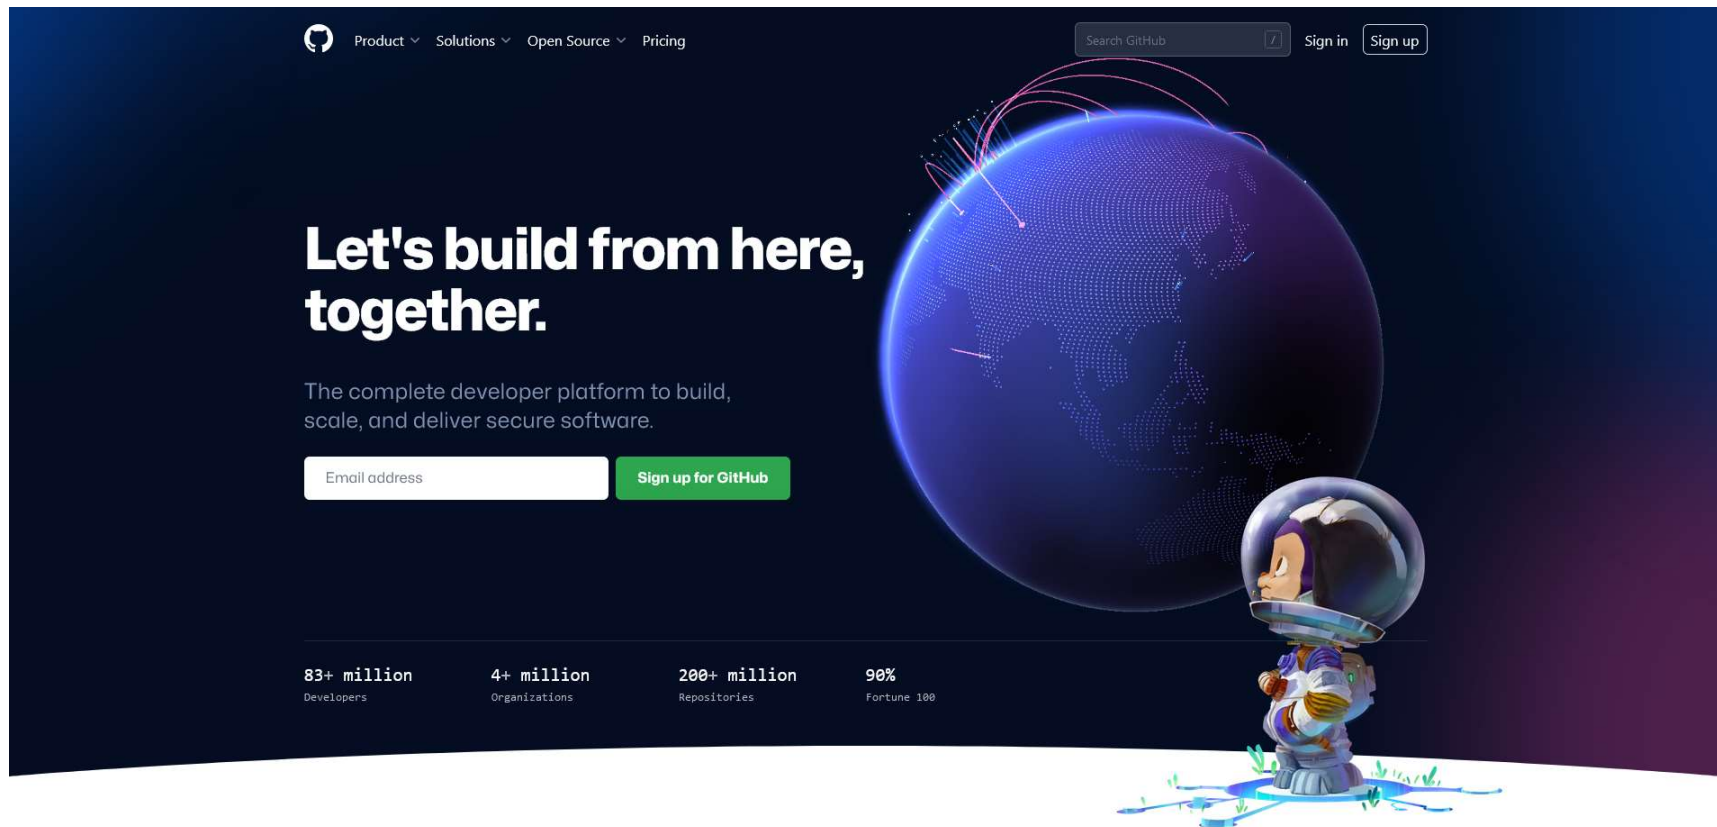 Product Solutions Open Source Pricing Search GitHub / Sign in Sign up
Let's build from here,
together.
The complete developer platform to build,
scale, and deliver secure software.
Email address Sign up for GitHub
83+ million 4+ million 200+ million 90%
Developers Organizations Repositories Fortune 100